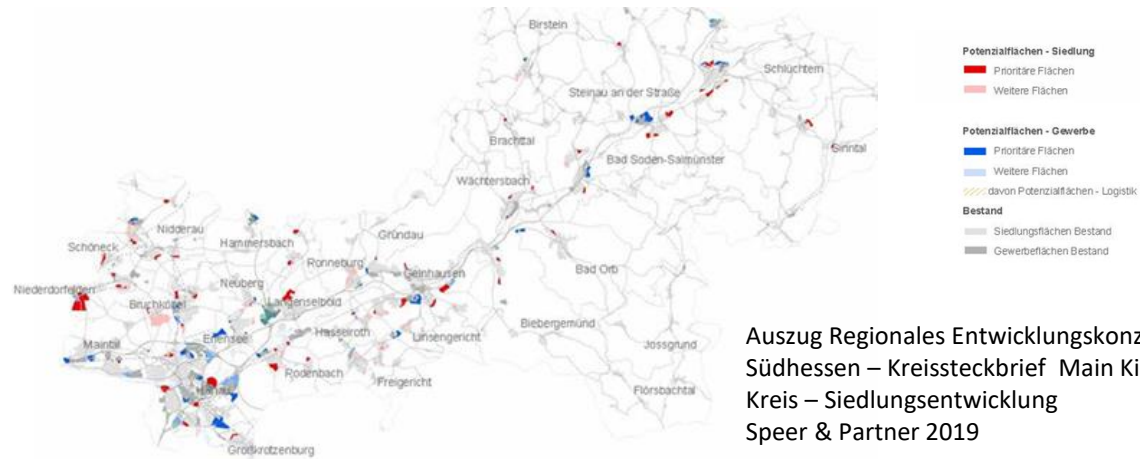 Birstein
Schlüchtern
Steinau an der Straße
Brachttal
Sinntal
Bad Soden-Salmünster
Wächtersbach
Nidderau
Schöneck
Hammersbach
Gründau
Ronneburg
Gelnhausen
Bad Orb
Niederdorfelden
Neuberg
Bruchköbel
Langenselbold
Maintal
Erlensee
Hasselroth
Linsengericht
Biebergemünd
Jossgrund
Rodenbach
Freigericht
Hanau
Flörsbachtal
Großkrotzenburg
Potenzialflächen - Siedlung
Prioritäre Flächen
Weitere Flächen
Potenzialflächen - Gewerbe
Prioritäre Flächen
Weitere Flächen
davon Potenzialflächen - Logistik
Bestand
Siedlungsflächen Bestand
Gewerbeflächen Bestand
Auszug Regionales Entwicklungskonz
Südhessen – Kreissteckbrief Main Ki
Kreis – Siedlungsentwicklung
Speer & Partner 2019